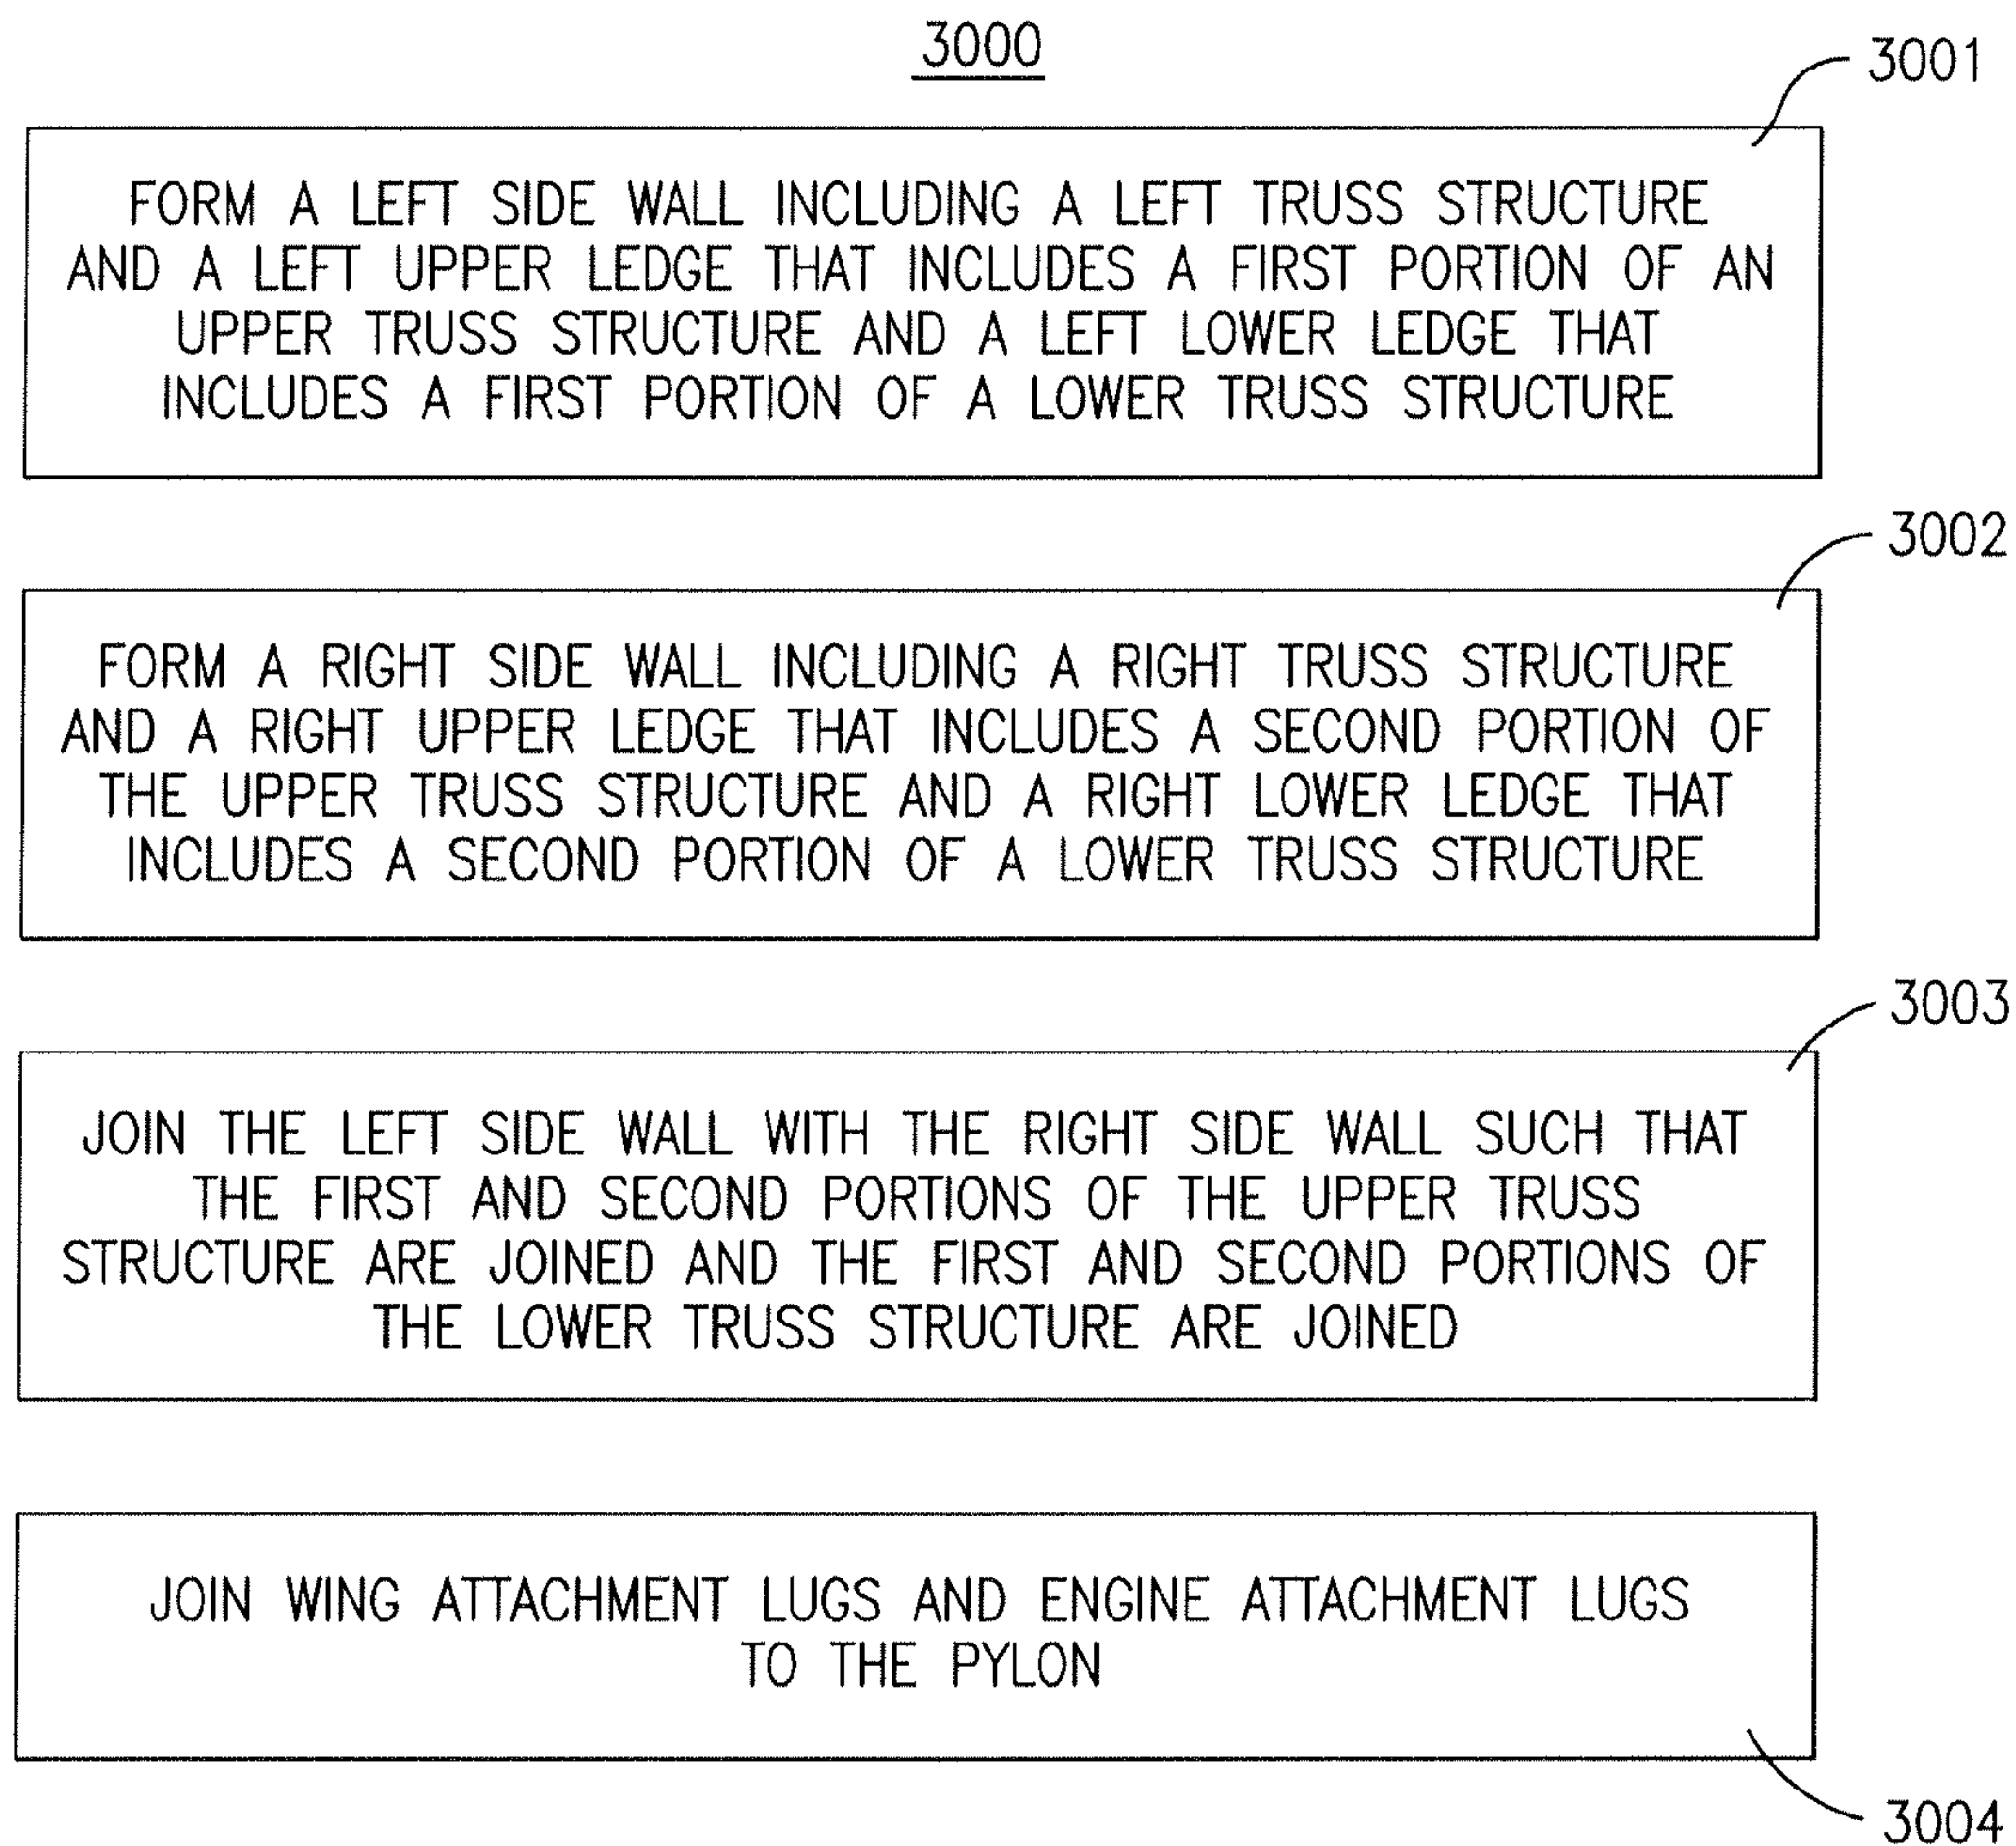 3000
3001
FORM A LEFT SIDE WALL INCLUDING A LEFT TRUSS STRUCTURE
AND A LEFT UPPER LEDGE THAT INCLUDES A FIRST PORTION OF AN
UPPER TRUSS STRUCTURE AND A LEFT LOWER LEDGE THAT
INCLUDES A FIRST PORTION OF A LOWER TRUSS STRUCTURE
3002
FORM A RIGHT SIDE WALL INCLUDING A RIGHT TRUSS STRUCTURE
AND A RIGHT UPPER LEDGE THAT INCLUDES A SECOND PORTION OF
THE UPPER TRUSS STRUCTURE AND A RIGHT LOWER LEDGE THAT
INCLUDES A SECOND PORTION OF A LOWER TRUSS STRUCTURE
3003
JOIN THE LEFT SIDE WALL WITH THE RIGHT SIDE WALL SUCH THAT
THE FIRST AND SECOND PORTIONS OF THE UPPER TRUSS
STRUCTURE ARE JOINED AND THE FIRST AND SECOND PORTIONS OF
THE LOWER TRUSS STRUCTURE ARE JOINED
JOIN WING ATTACHMENT LUGS AND ENGINE ATTACHMENT LUGS
TO THE PYLON
3004